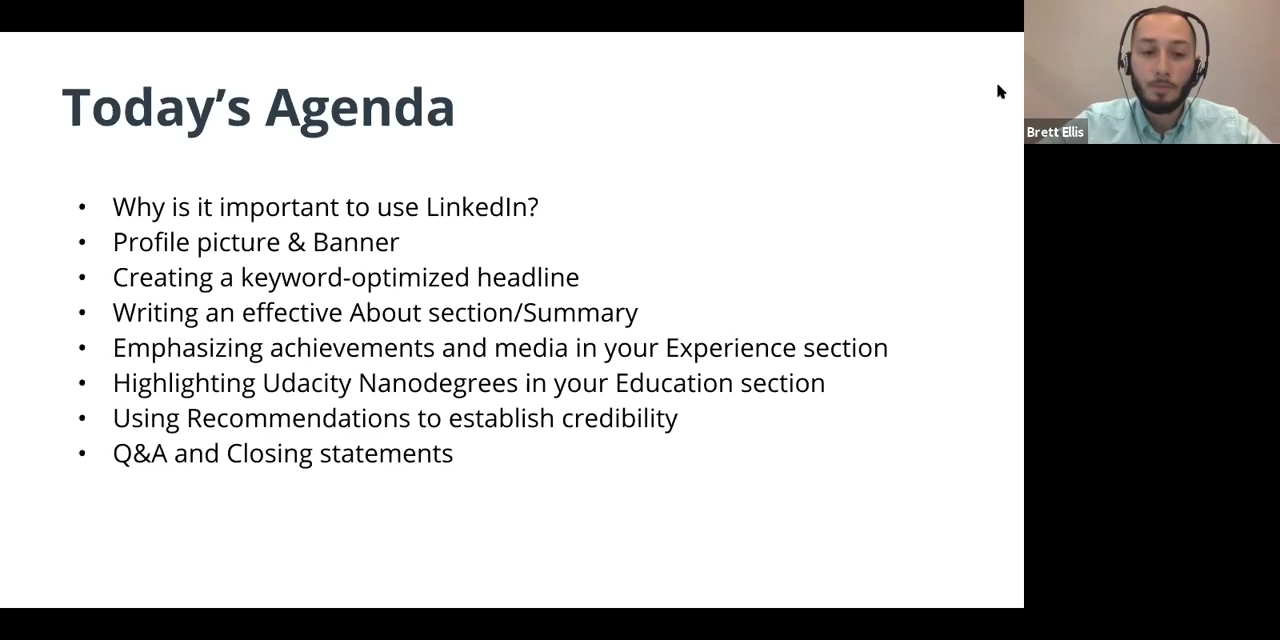 Today’s Agenda
• Why is it important to use LinkedIn?
• Profile picture & Banner
• Creating a keyword-optimized headline
• Writing an effective About section/Summary
• Emphasizing achievements and media in your Experience section
• Highlighting Udacity Nanodegrees in your Education section
• Using Recommendations to establish credibility
• Q&A and Closing statements
Brett Ellis